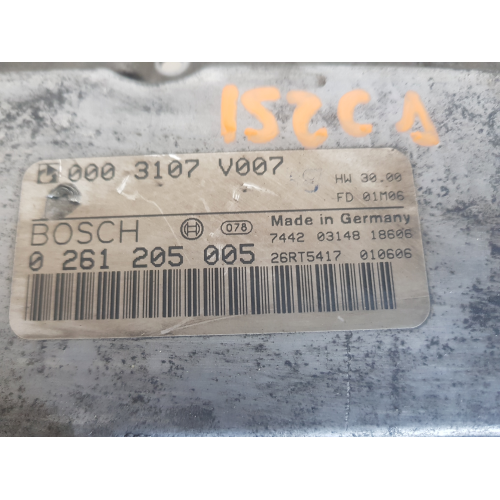 000 3107 V007
HW 30.00
FD 01M06
BOSCH
078
Made in Germany
7442 03148 18606
0 261 205 005
26RT5417 010606